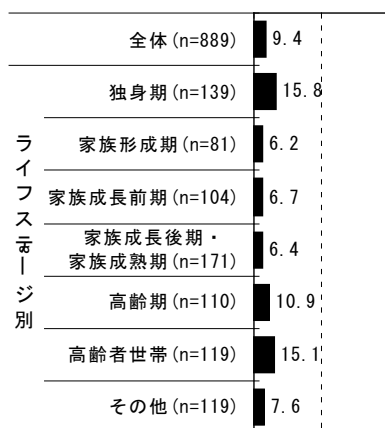 全体(n=889) 9.4
ライフステージ別
独身期(n=139) 15.8
家族形成期(n=81) 6.2
家族成長前期(n=104) 6.7
家族成長後期・
家族成熟期(n=171) 6.4
高齢期(n=110) 10.9
高齢者世帯(n=119) 15.1
その他(n=119) 7.6